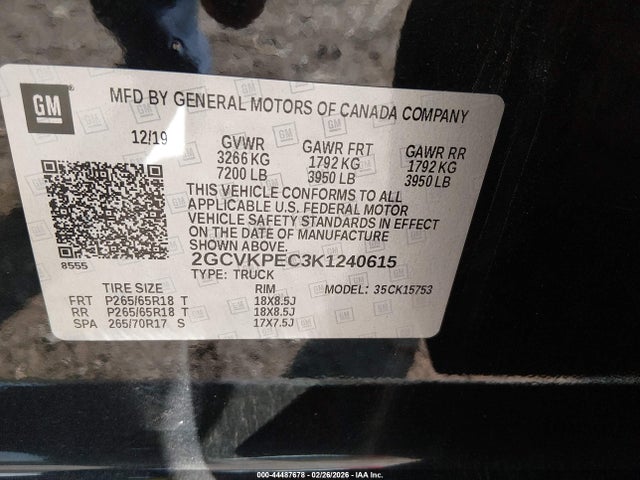 GM
MFD BY GENERAL MOTORS OF CANADA COMPANY
12/19 GVWR GAWR FRT GAWR RR
3266 KG 1792 KG 1792 KG
7200 LB 3950 LB 3950 LB
THIS VEHICLE CONFORMS TO ALL
APPLICABLE U.S. FEDERAL MOTOR
VEHICLE SAFETY STANDARDS IN EFFECT
ON THE DATE OF MANUFACTURE
SHOWN ABOVE.
8555 2GCVKPEC3K1240615
TYPE: TRUCK
TIRE SIZE RIM MODEL: 35CK15753
FRT P265/65R18 T 18X8.5J
RR P265/65R18 T 18X8.5J
SPA 265/70R17 S 17X7.5J
000-44487678 - 02/26/2026 - IAA Inc.